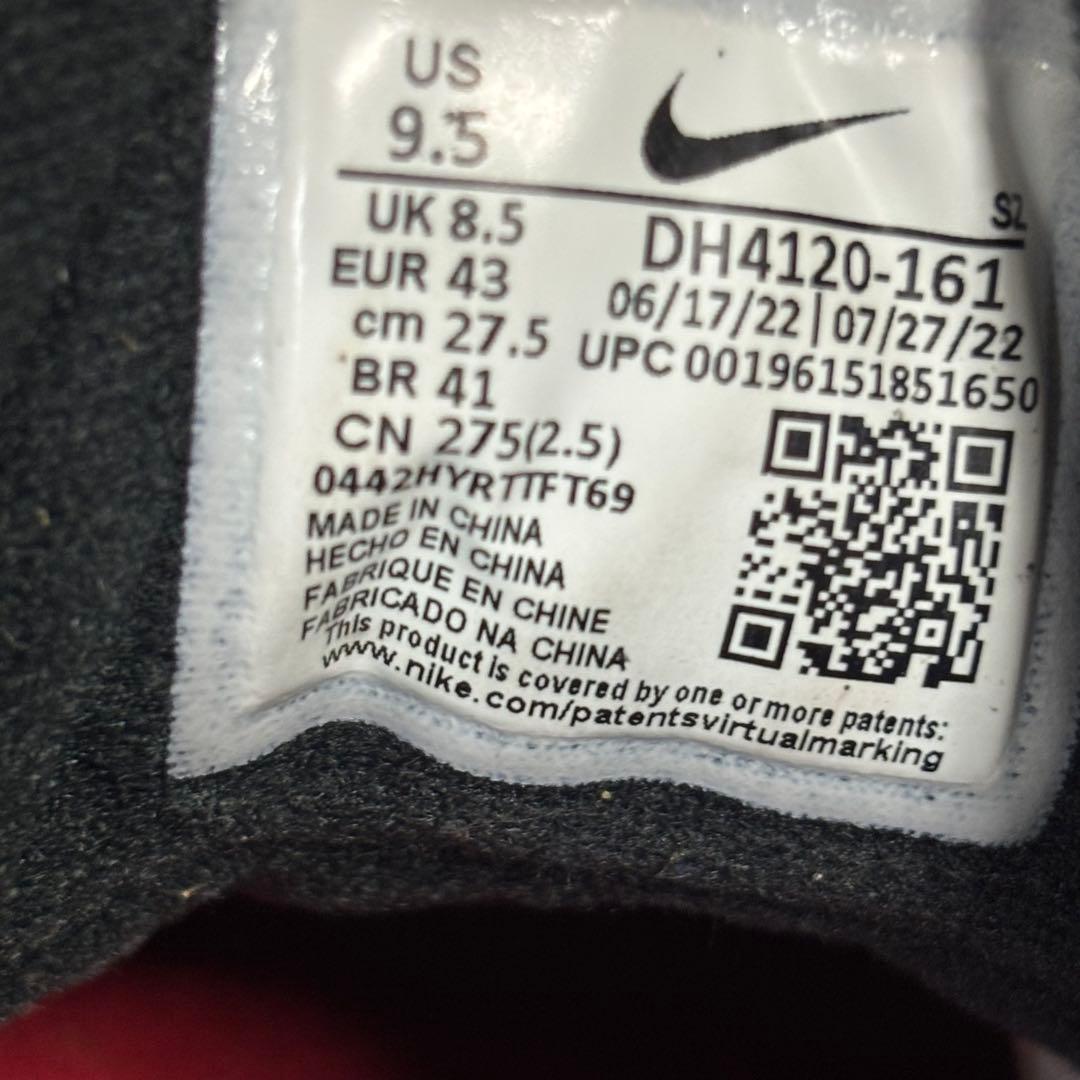 US
9.5
SZ
UK 8.5
EUR 43
cm 27.5
BR 41
CN 275(2.5)
DH4120-161
06/17/22|07/27/22
UPC 00196151851650
0442HYRTTFT69
MADE IN CHINA
HECHO EN CHINA
FABRIQUE EN CHINE
FABRICADO NA CHINA
This product is covered by one or more patents:
www.nike.com/patentsvirtualmarking